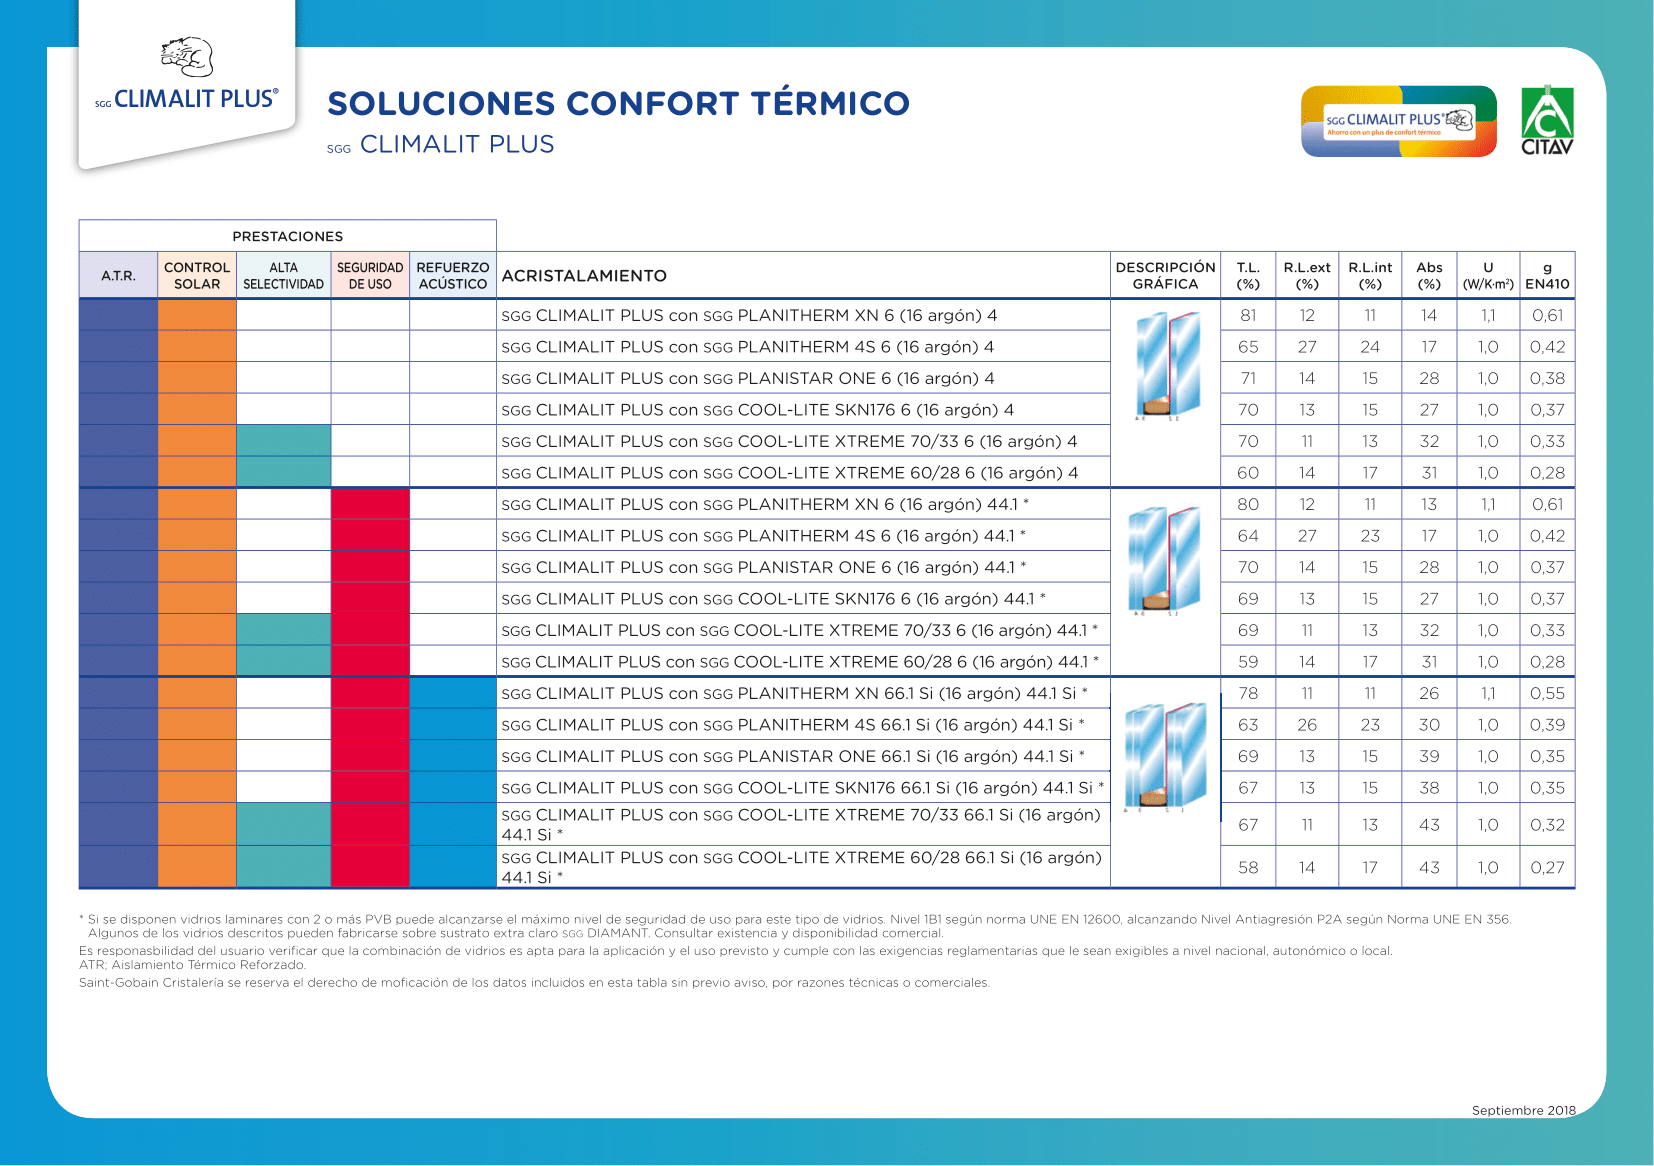 SGG CLIMALIT PLUS®
SOLUCIONES CONFORT TÉRMICO
SGG CLIMALIT PLUS
SGG CLIMALIT PLUS®
Ahorro con un plus de confort térmico
CITAV
PRESTACIONES
A.T.R. CONTROL SOLAR ALTA SELECTIVIDAD SEGURIDAD DE USO REFUERZO ACÚSTICO ACRISTALAMIENTO DESCRIPCIÓN GRÁFICA T.L. (%) R.L.ext (%) R.L.int (%) Abs (%) U (W/K·m²) g EN410
SGG CLIMALIT PLUS con SGG PLANITHERM XN 6 (16 argón) 4 81 12 11 14 1,1 0,61
SGG CLIMALIT PLUS con SGG PLANITHERM 4S 6 (16 argón) 4 65 27 24 17 1,0 0,42
SGG CLIMALIT PLUS con SGG PLANISTAR ONE 6 (16 argón) 4 71 14 15 28 1,0 0,38
SGG CLIMALIT PLUS con SGG COOL-LITE SKN176 6 (16 argón) 4 70 13 15 27 1,0 0,37
SGG CLIMALIT PLUS con SGG COOL-LITE XTREME 70/33 6 (16 argón) 4 70 11 13 32 1,0 0,33
SGG CLIMALIT PLUS con SGG COOL-LITE XTREME 60/28 6 (16 argón) 4 60 14 17 31 1,0 0,28
SGG CLIMALIT PLUS con SGG PLANITHERM XN 6 (16 argón) 44.1 * 80 12 11 13 1,1 0,61
SGG CLIMALIT PLUS con SGG PLANITHERM 4S 6 (16 argón) 44.1 * 64 27 23 17 1,0 0,42
SGG CLIMALIT PLUS con SGG PLANISTAR ONE 6 (16 argón) 44.1 * 70 14 15 28 1,0 0,37
SGG CLIMALIT PLUS con SGG COOL-LITE SKN176 6 (16 argón) 44.1 * 69 13 15 27 1,0 0,37
SGG CLIMALIT PLUS con SGG COOL-LITE XTREME 70/33 6 (16 argón) 44.1 * 69 11 13 32 1,0 0,33
SGG CLIMALIT PLUS con SGG COOL-LITE XTREME 60/28 6 (16 argón) 44.1 * 59 14 17 31 1,0 0,28
SGG CLIMALIT PLUS con SGG PLANITHERM XN 66.1 Si (16 argón) 44.1 Si * 78 11 11 26 1,1 0,55
SGG CLIMALIT PLUS con SGG PLANITHERM 4S 66.1 Si (16 argón) 44.1 Si * 63 26 23 30 1,0 0,39
SGG CLIMALIT PLUS con SGG PLANISTAR ONE 66.1 Si (16 argón) 44.1 Si * 69 13 15 39 1,0 0,35
SGG CLIMALIT PLUS con SGG COOL-LITE SKN176 66.1 Si (16 argón) 44.1 Si * 67 13 15 38 1,0 0,35
SGG CLIMALIT PLUS con SGG COOL-LITE XTREME 70/33 66.1 Si (16 argón)
44.1 Si * 67 11 13 43 1,0 0,32
SGG CLIMALIT PLUS con SGG COOL-LITE XTREME 60/28 66.1 Si (16 argón)
44.1 Si * 58 14 17 43 1,0 0,27
* Si se disponen vidrios laminares con 2 o más PVB puede alcanzarse el máximo nivel de seguridad de uso para este tipo de vidrios. Nivel 1B1 según norma UNE EN 12600, alcanzando Nivel Antiagresión P2A según Norma UNE EN 356.
Algunos de los vidrios descritos pueden fabricarse sobre sustrato extra claro SGG DIAMANT. Consultar existencia y disponibilidad comercial.
Es responasbilidad del usuario verificar que la combinación de vidrios es apta para la aplicación y el uso previsto y cumple con las exigencias reglamentarias que le sean exigibles a nivel nacional, autonómico o local.
ATR; Aislamiento Térmico Reforzado.
Saint-Gobain Cristalería se reserva el derecho de moficación de los datos incluidos en esta tabla sin previo aviso, por razones técnicas o comerciales.
Septiembre 2018